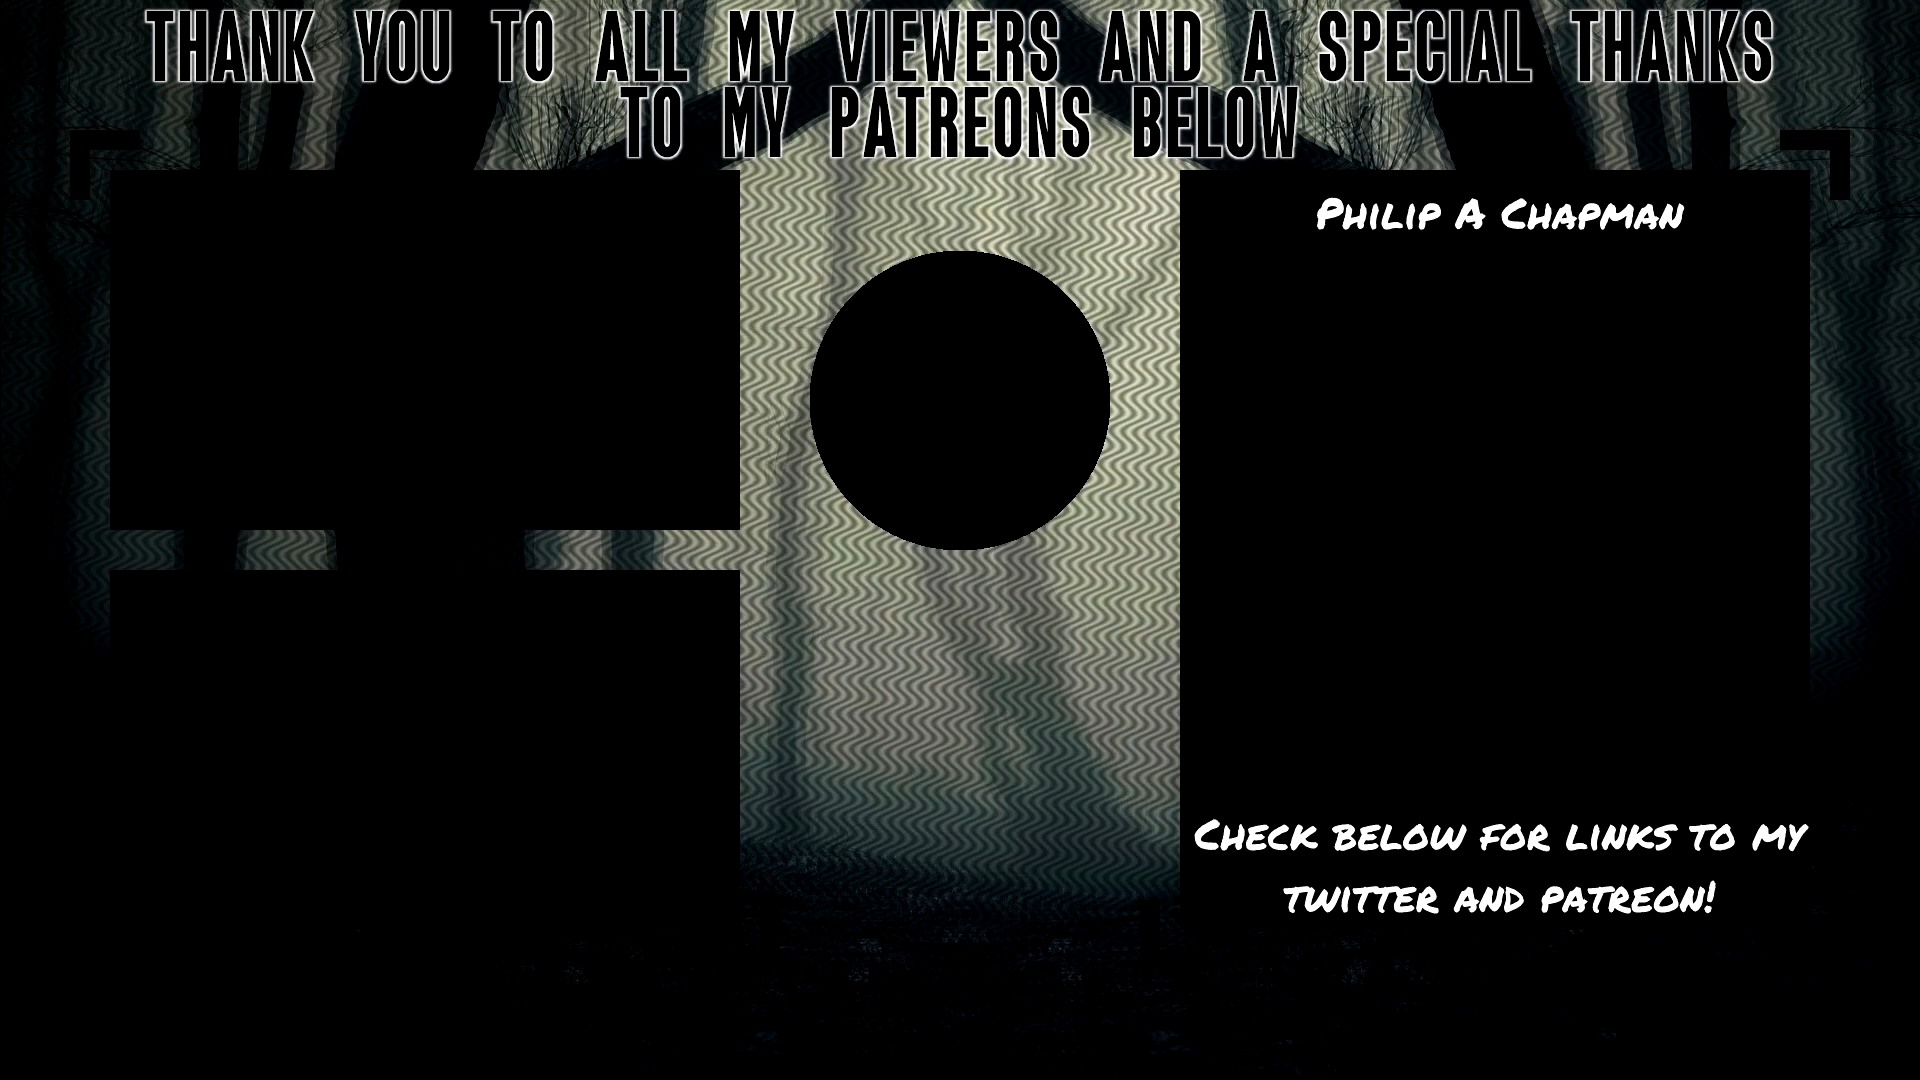 THANK YOU TO ALL MY VIEWERS AND A SPECIAL THANKS
TO MY PATREONS BELOW
Philip A Chapman
Check below for links to my
twitter and patreon!